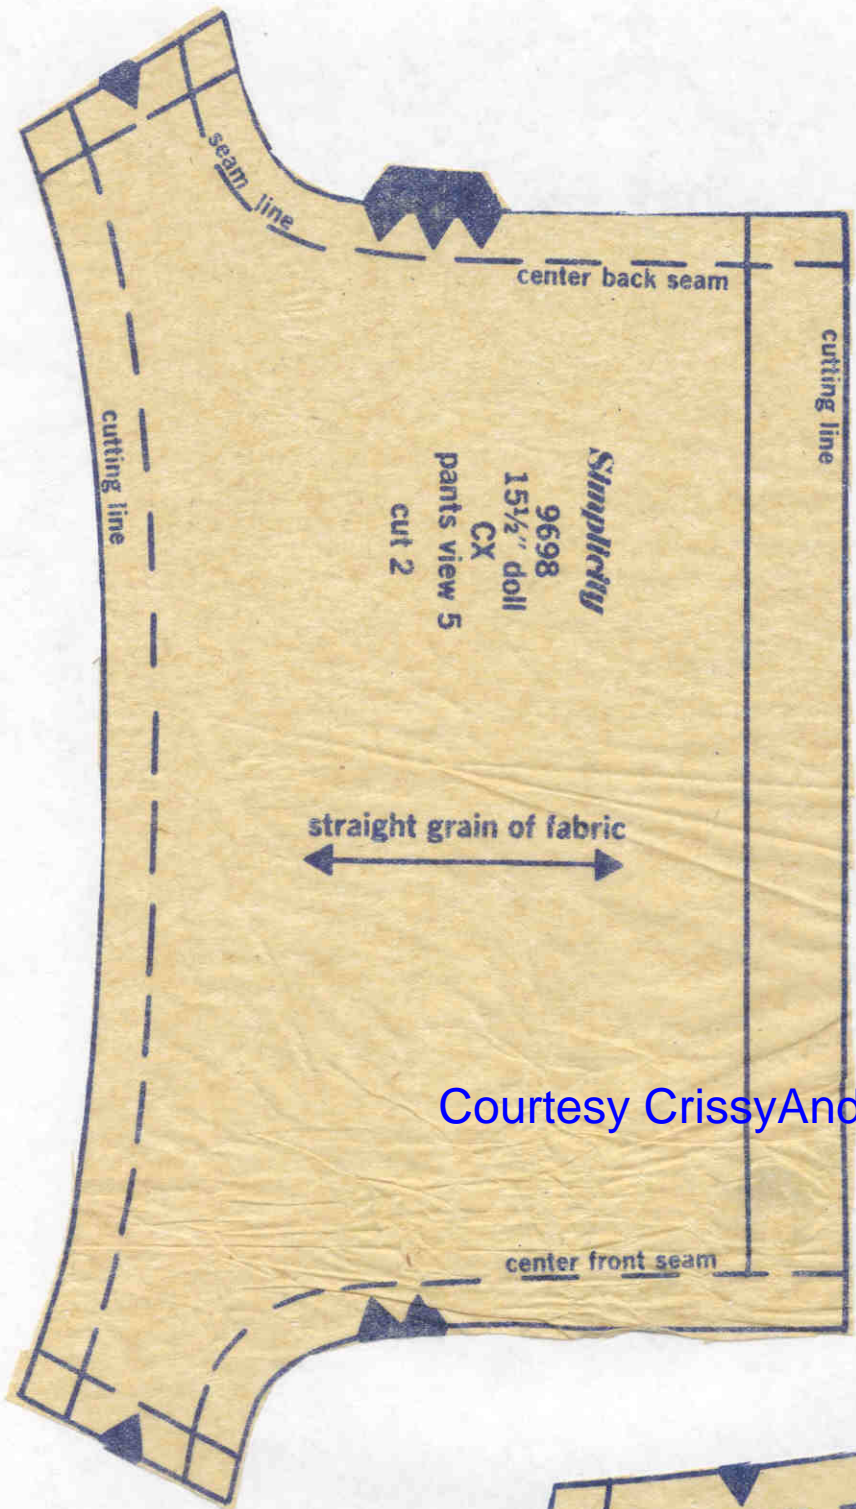 seam line
center back seam
cutting line
cutting line
Simplicity
9698
15½" doll
CX
pants view 5
cut 2
straight grain of fabric
Courtesy CrissyAnd
center front seam